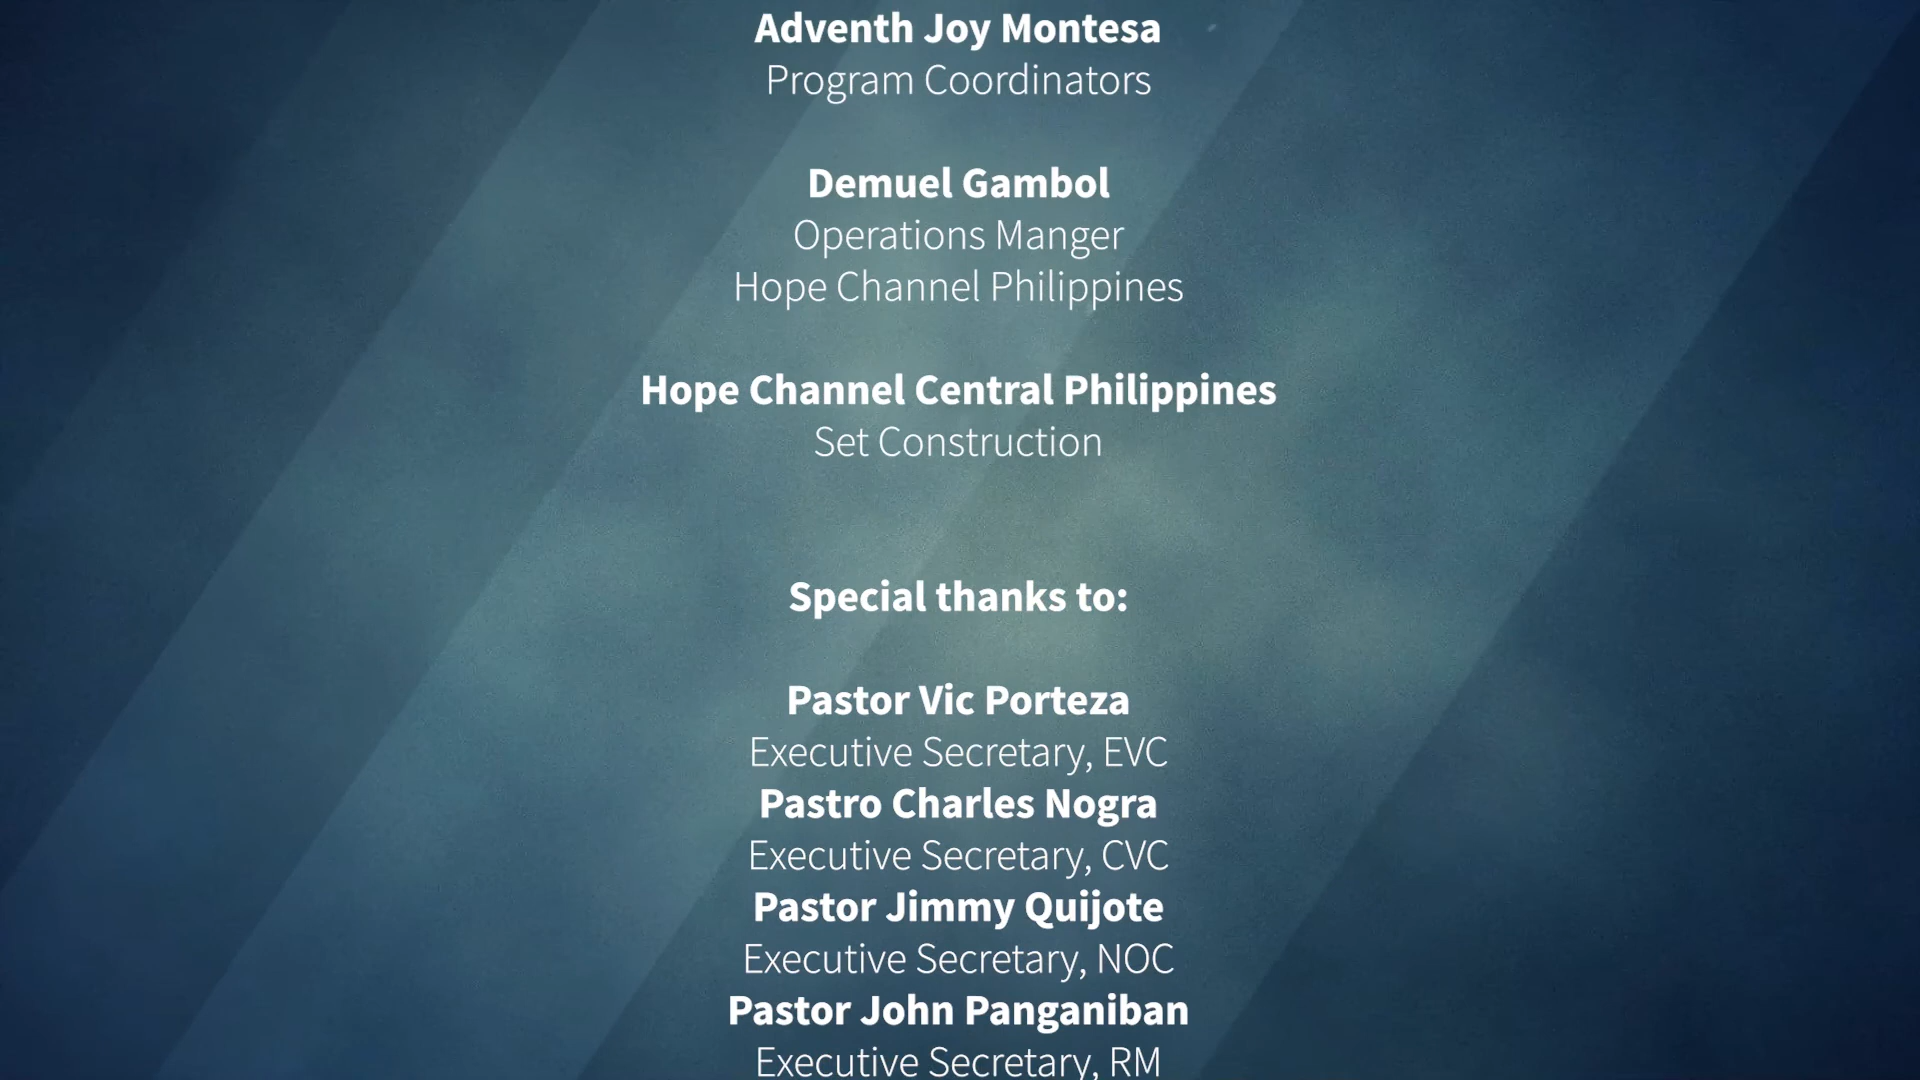 Adventh Joy Montesa
Program Coordinators
Demuel Gambol
Operations Manger
Hope Channel Philippines
Hope Channel Central Philippines
Set Construction
Special thanks to:
Pastor Vic Porteza
Executive Secretary, EVC
Pastro Charles Nogra
Executive Secretary, CVC
Pastor Jimmy Quijote
Executive Secretary, NOC
Pastor John Panganiban
Executive Secretary, RM